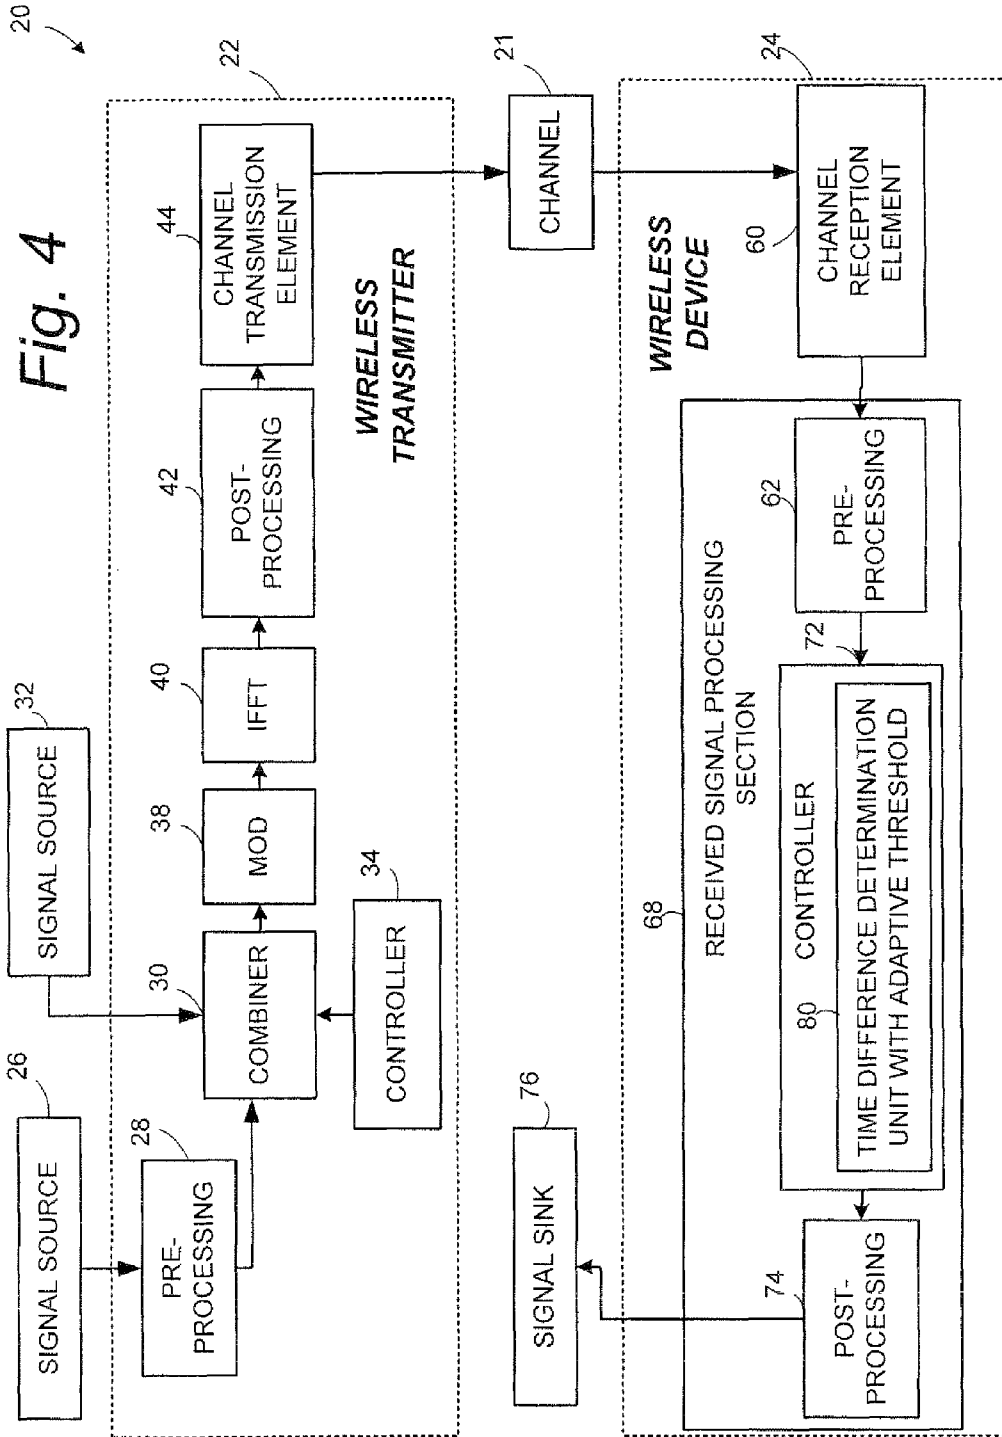 Fig. 4
20
SIGNAL SOURCE
26
SIGNAL SOURCE
32
22
PRE-
PROCESSING
28
COMBINER
30
CONTROLLER
34
MOD
38
IFFT
40
POST-
PROCESSING
42
CHANNEL
TRANSMISSION
ELEMENT
44
WIRELESS
TRANSMITTER
CHANNEL
21
SIGNAL SINK
76
WIRELESS
DEVICE
24
CHANNEL
RECEPTION
ELEMENT
60
RECEIVED SIGNAL PROCESSING
SECTION
68
PRE-
PROCESSING
62
72
CONTROLLER
80
TIME DIFFERENCE DETERMINATION
UNIT WITH ADAPTIVE THRESHOLD
POST-
PROCESSING
74